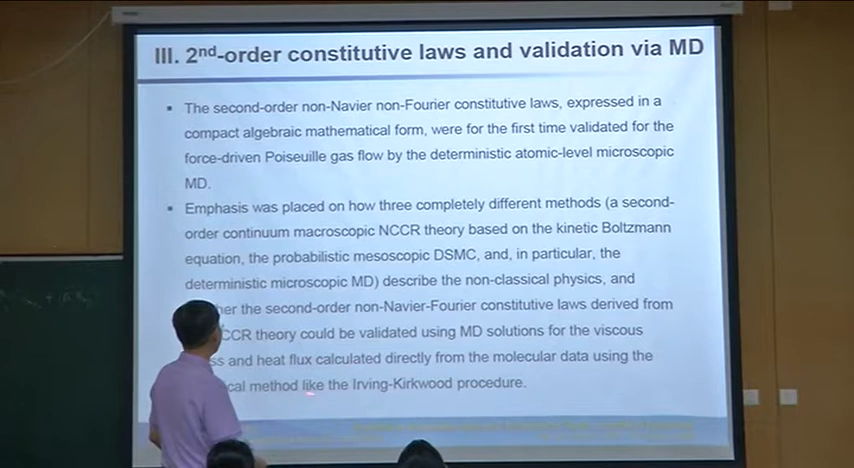 III. 2nd-order constitutive laws and validation via MD
▪ The second-order non-Navier non-Fourier constitutive laws, expressed in a
compact algebraic mathematical form, were for the first time validated for the
force-driven Poiseuille gas flow by the deterministic atomic-level microscopic
MD.
▪ Emphasis was placed on how three completely different methods (a second-
order continuum macroscopic NCCR theory based on the kinetic Boltzmann
equation, the probabilistic mesoscopic DSMC, and, in particular, the
deterministic microscopic MD) describe the non-classical physics, and
the second-order non-Navier-Fourier constitutive laws derived from
theory could be validated using MD solutions for the viscous
and heat flux calculated directly from the molecular data using the
method like the Irving-Kirkwood procedure.